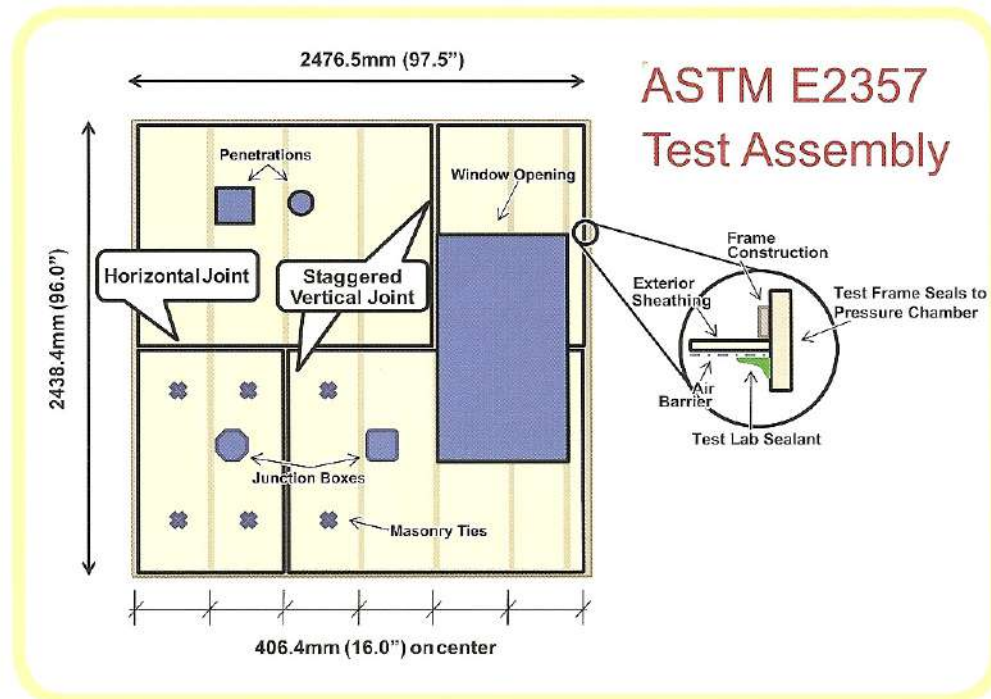 2476.5mm (97.5”)
ASTM E2357
Test Assembly
Penetrations
Window Opening
Horizontal Joint
Staggered
Vertical Joint
2438.4mm (96.0”)
Frame
Construction
Exterior
Sheathing
Test Frame Seals to
Pressure Chamber
Air
Barrier
Test Lab Sealant
Junction Boxes
Masonry Ties
406.4mm (16.0”) on center